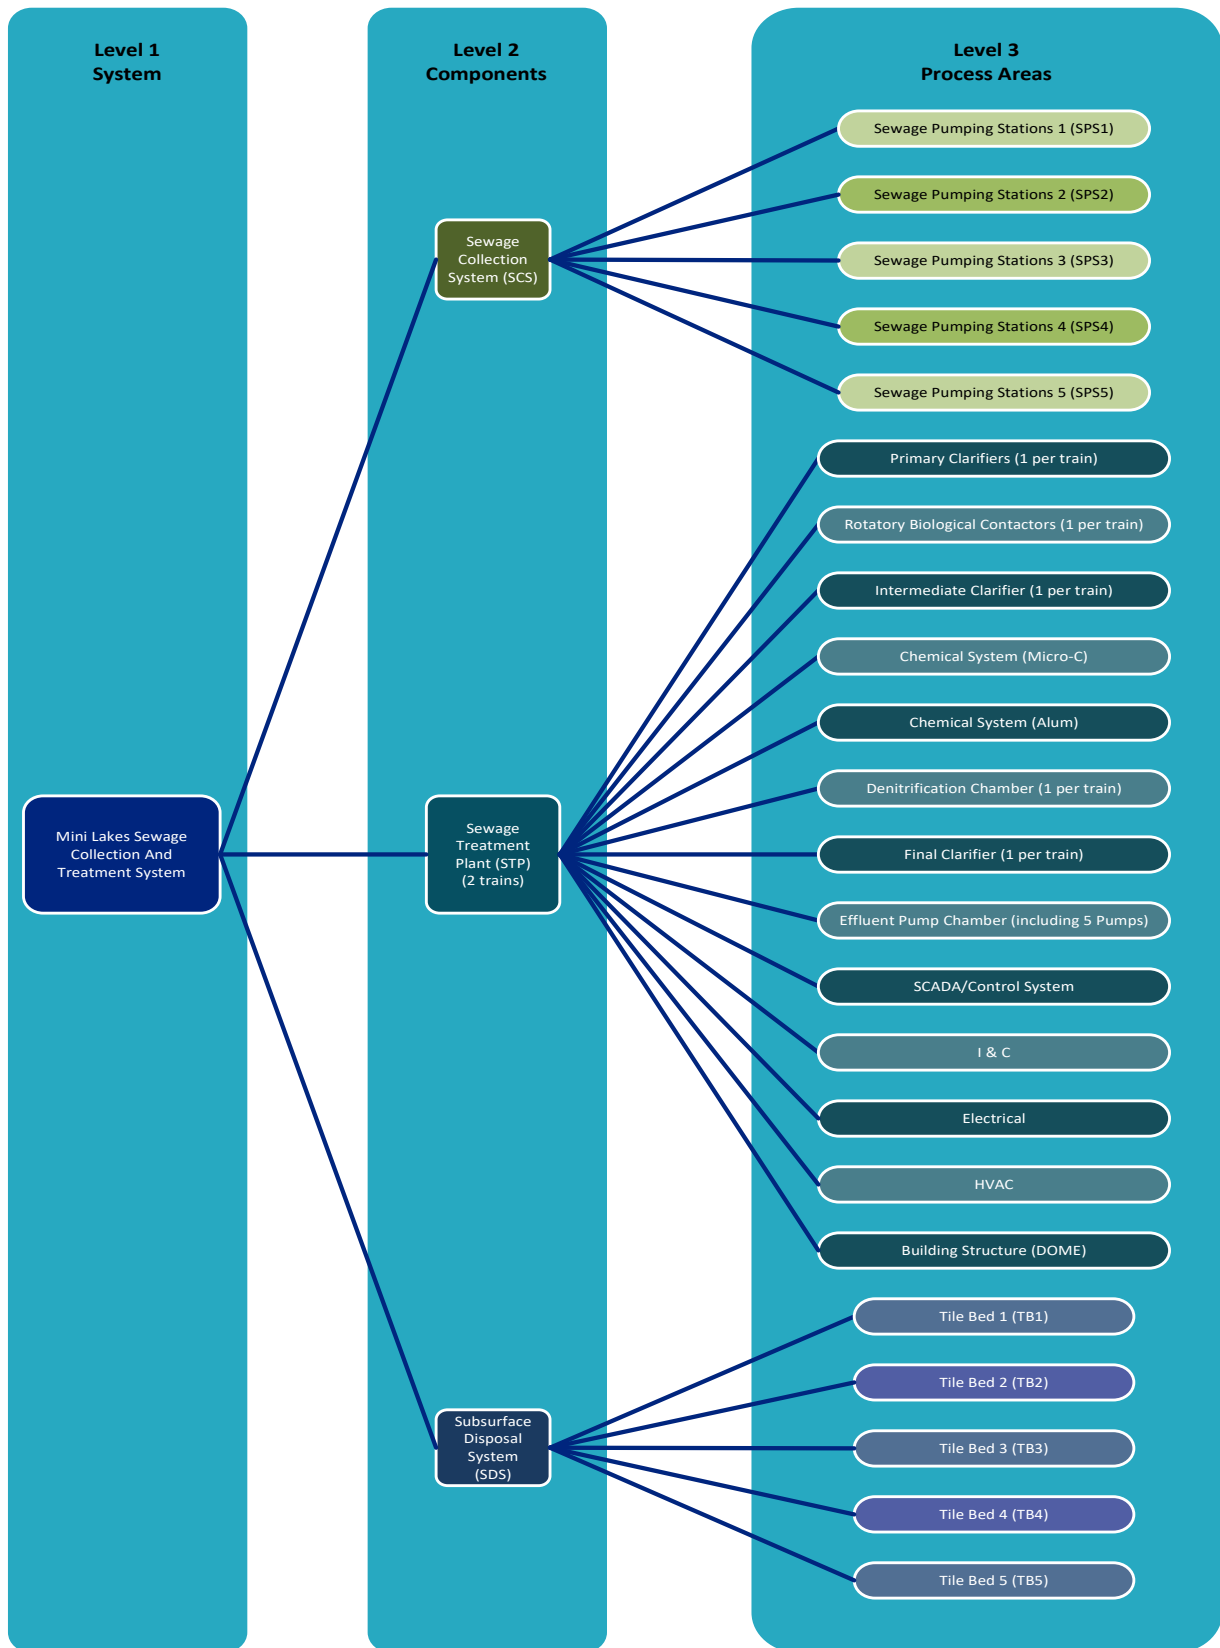 Level 1
System
Level 2
Components
Level 3
Process Areas
Sewage Pumping Stations 1 (SPS1)
Sewage Pumping Stations 2 (SPS2)
Sewage
Collection
System (SCS)
Sewage Pumping Stations 3 (SPS3)
Sewage Pumping Stations 4 (SPS4)
Sewage Pumping Stations 5 (SPS5)
Primary Clarifiers (1 per train)
Rotatory Biological Contactors (1 per train)
Intermediate Clarifier (1 per train)
Chemical System (Micro-C)
Chemical System (Alum)
Denitrification Chamber (1 per train)
Mini Lakes Sewage
Collection And
Treatment System
Sewage
Treatment
Plant (STP)
(2 trains)
Final Clarifier (1 per train)
Effluent Pump Chamber (including 5 Pumps)
SCADA/Control System
I & C
Electrical
HVAC
Building Structure (DOME)
Tile Bed 1 (TB1)
Tile Bed 2 (TB2)
Subsurface
Disposal
System
(SDS)
Tile Bed 3 (TB3)
Tile Bed 4 (TB4)
Tile Bed 5 (TB5)